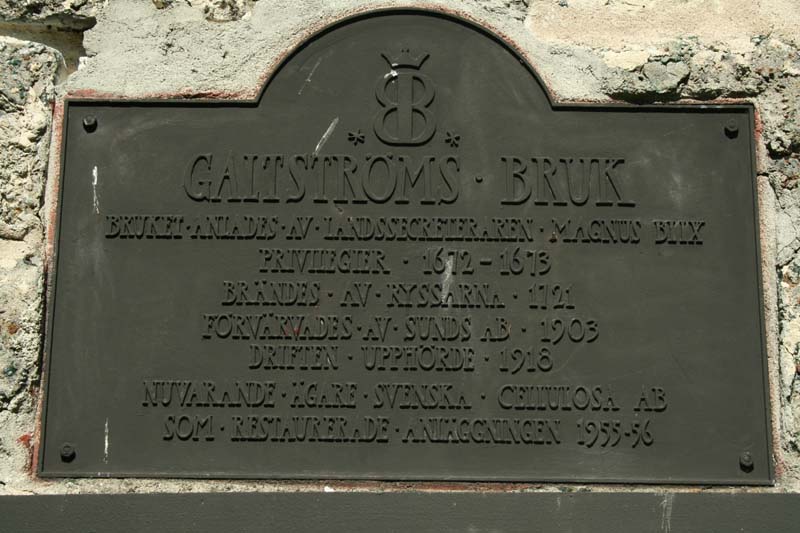 GALTSTRÖMS · BRUK
BRUKET · ANLADES · AV · LANDSSECRETERAREN · MAGNUS BLIX
PRIVILEGIER · 1672 - 1673
BRÄNDES · AV · RYSSARNA · 1721
FÖRVÄRVADES · AV · SUNDS AB · 1903
DRIFTEN · UPPHÖRDE · 1918
NUVARANDE · ÄGARE · SVENSKA · CELLULOSA AB
SOM · RESTAURERADE · ANLÄGGNINGEN 1955-56